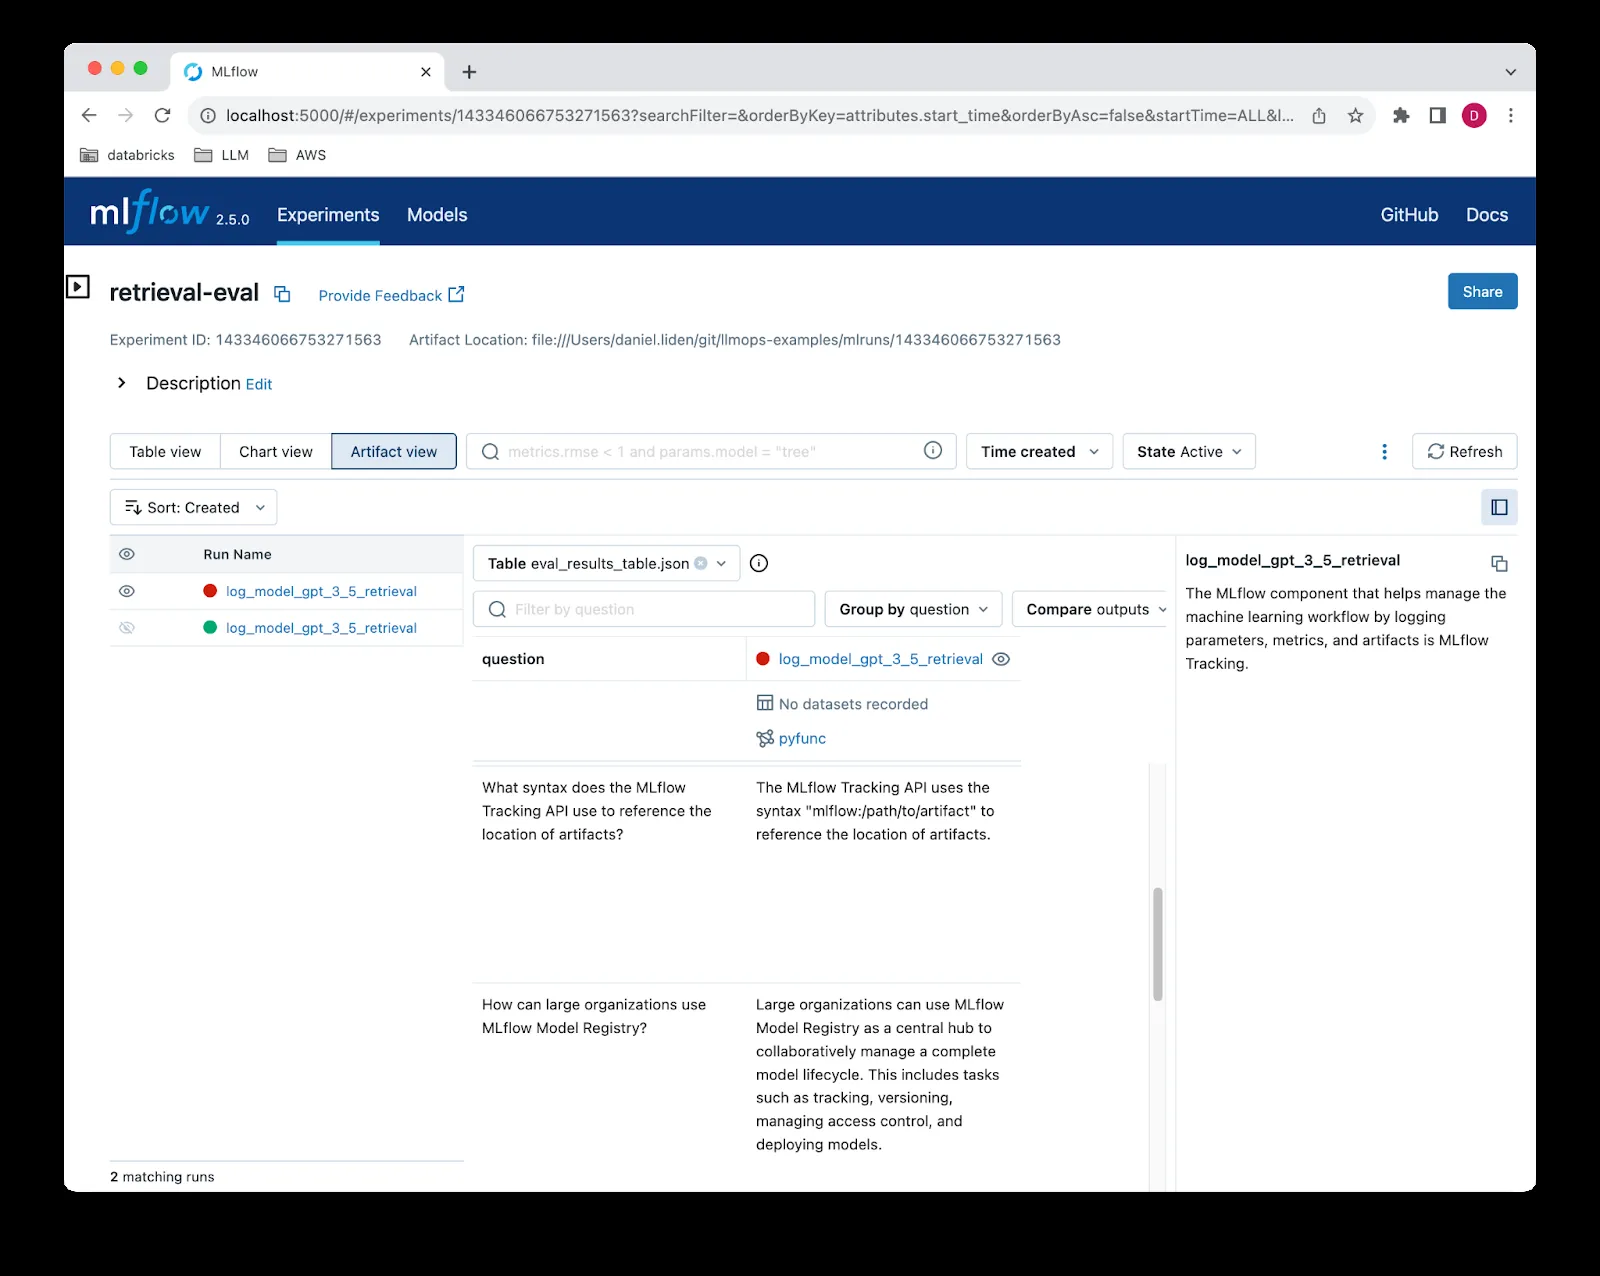 MLflow
localhost:5000/#/experiments/143346066753271563?searchFilter=&orderByKey=attributes.start_time&orderByAsc=false&startTime=ALL&l...
D
databricks LLM AWS
mlflow 2.5.0 Experiments Models GitHub Docs
retrieval-eval Provide Feedback Share
Experiment ID: 143346066753271563 Artifact Location: file:///Users/daniel.liden/git/llmops-examples/mlruns/143346066753271563
Description Edit
Table view Chart view Artifact view metrics.rmse < 1 and params.model = "tree" Time created State Active Refresh
Sort: Created
Run Name
log_model_gpt_3_5_retrieval
log_model_gpt_3_5_retrieval
2 matching runs
Table eval_results_table.json
Filter by question Group by question Compare outputs
question log_model_gpt_3_5_retrieval
No datasets recorded
pyfunc
What syntax does the MLflow
Tracking API use to reference the
location of artifacts?
The MLflow Tracking API uses the
syntax "mlflow:/path/to/artifact" to
reference the location of artifacts.
How can large organizations use
MLflow Model Registry?
Large organizations can use MLflow
Model Registry as a central hub to
collaboratively manage a complete
model lifecycle. This includes tasks
such as tracking, versioning,
managing access control, and
deploying models.
log_model_gpt_3_5_retrieval
The MLflow component that helps manage the
machine learning workflow by logging
parameters, metrics, and artifacts is MLflow
Tracking.